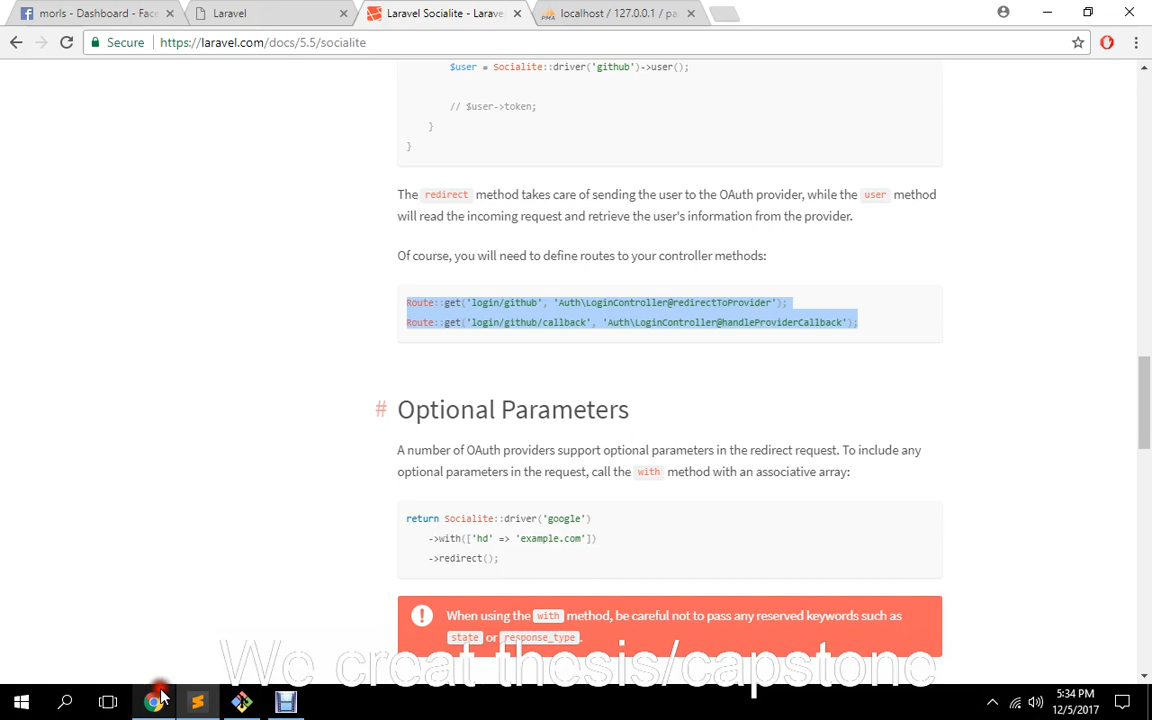 morls - Dashboard - Fac
Laravel
Laravel Socialite - Larave
localhost / 127.0.0.1 / pa
Secure
https://laravel.com/docs/5.5/socialite
$user = Socialite::driver('github')->user();
// $user->token;
}
}
The redirect method takes care of sending the user to the OAuth provider, while the user method
will read the incoming request and retrieve the user's information from the provider.
Of course, you will need to define routes to your controller methods:
Route::get('login/github', 'Auth\LoginController@redirectToProvider');
Route::get('login/github/callback', 'Auth\LoginController@handleProviderCallback');
# Optional Parameters
A number of OAuth providers support optional parameters in the redirect request. To include any
optional parameters in the request, call the with method with an associative array:
return Socialite::driver('google')
->with(['hd' => 'example.com'])
->redirect();
When using the with method, be careful not to pass any reserved keywords such as
state or response_type.
We creat thesis/capstone
5:34 PM
12/5/2017